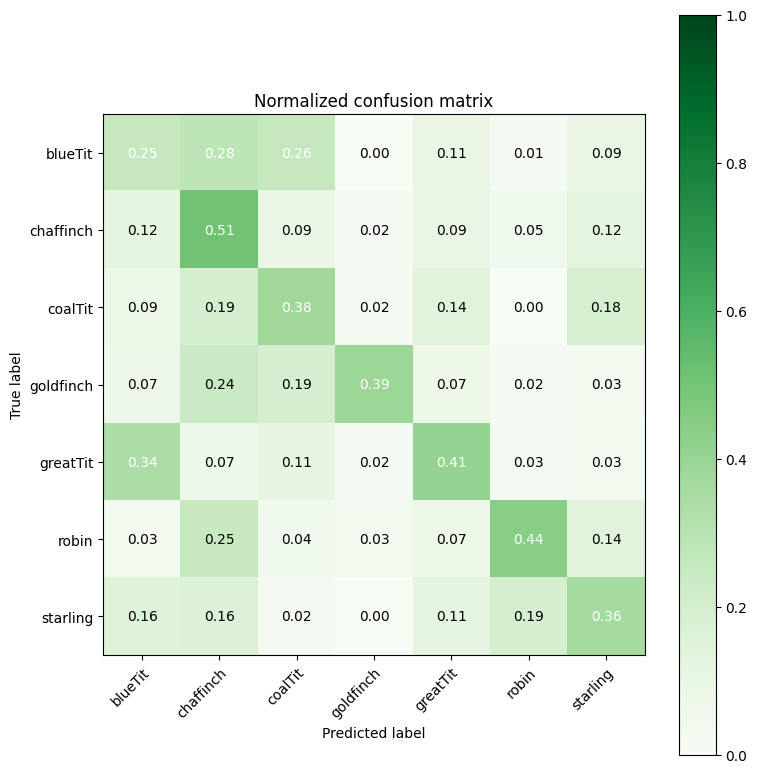 Normalized confusion matrix
1.0
0.8
0.6
0.4
0.2
0.0
True label
blueTit 0.25 0.28 0.26 0.00 0.11 0.01 0.09
chaffinch 0.12 0.51 0.09 0.02 0.09 0.05 0.12
coalTit 0.09 0.19 0.38 0.02 0.14 0.00 0.18
goldfinch 0.07 0.24 0.19 0.39 0.07 0.02 0.03
greatTit 0.34 0.07 0.11 0.02 0.41 0.03 0.03
robin 0.03 0.25 0.04 0.03 0.07 0.44 0.14
starling 0.16 0.16 0.02 0.00 0.11 0.19 0.36
blueTit chaffinch coalTit goldfinch greatTit robin starling
Predicted label